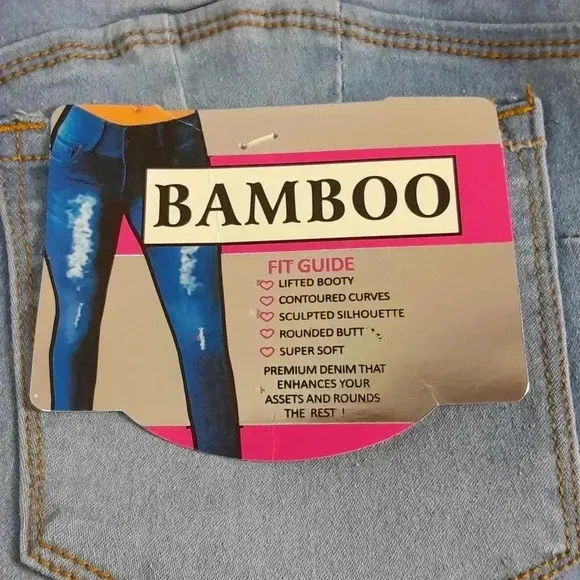 BAMBOO
FIT GUIDE
LIFTED BOOTY
CONTOURED CURVES
SCULPTED SILHOUETTE
ROUNDED BUTT
SUPER SOFT
PREMIUM DENIM THAT
ENHANCES YOUR
ASSETS AND ROUNDS
THE REST !